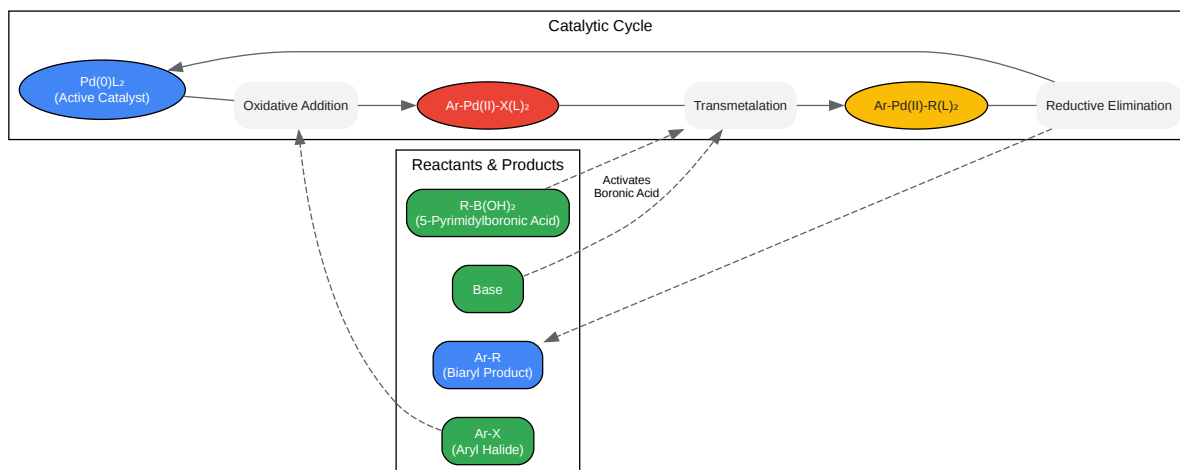 Catalytic Cycle
Pd(0)L₂
(Active Catalyst)
Oxidative Addition
Ar-Pd(II)-X(L)₂
Transmetalation
Ar-Pd(II)-R(L)₂
Reductive Elimination
Reactants & Products
R-B(OH)₂
(5-Pyrimidylboronic Acid)
Activates
Boronic Acid
Base
Ar-R
(Biaryl Product)
Ar-X
(Aryl Halide)